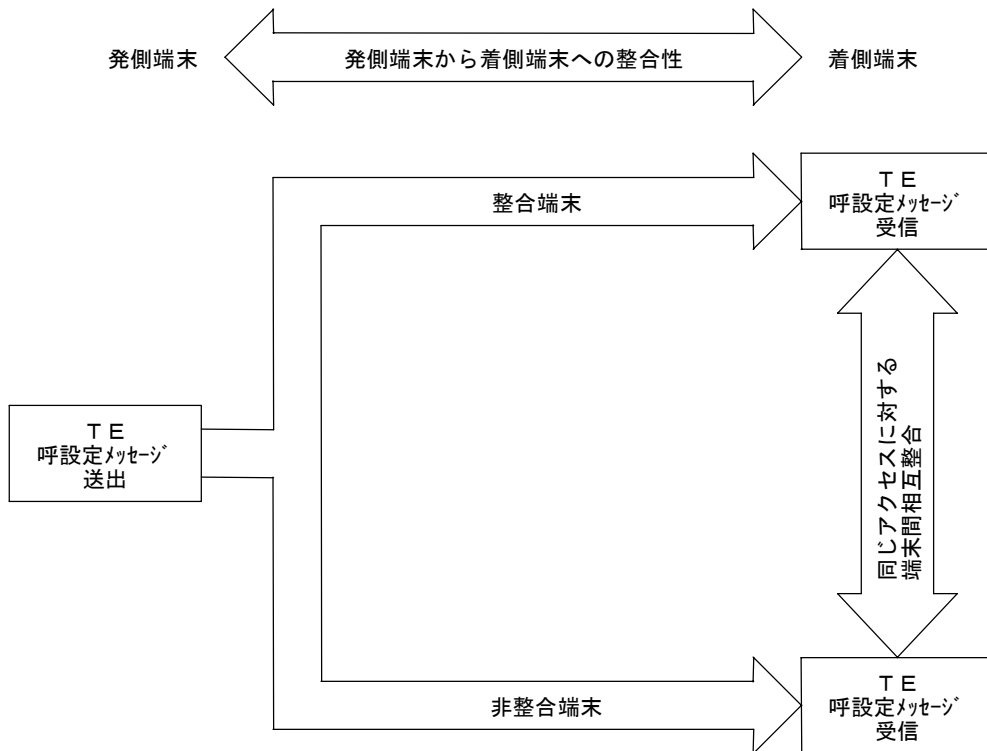 発側端末
発側端末から着側端末への整合性
着側端末
整合端末
ＴＥ
呼設定ﾒｯｾｰｼﾞ
受信
ＴＥ
呼設定ﾒｯｾｰｼﾞ
送出
同じアクセスに対する
端末間相互整合
非整合端末
ＴＥ
呼設定ﾒｯｾｰｼﾞ
受信